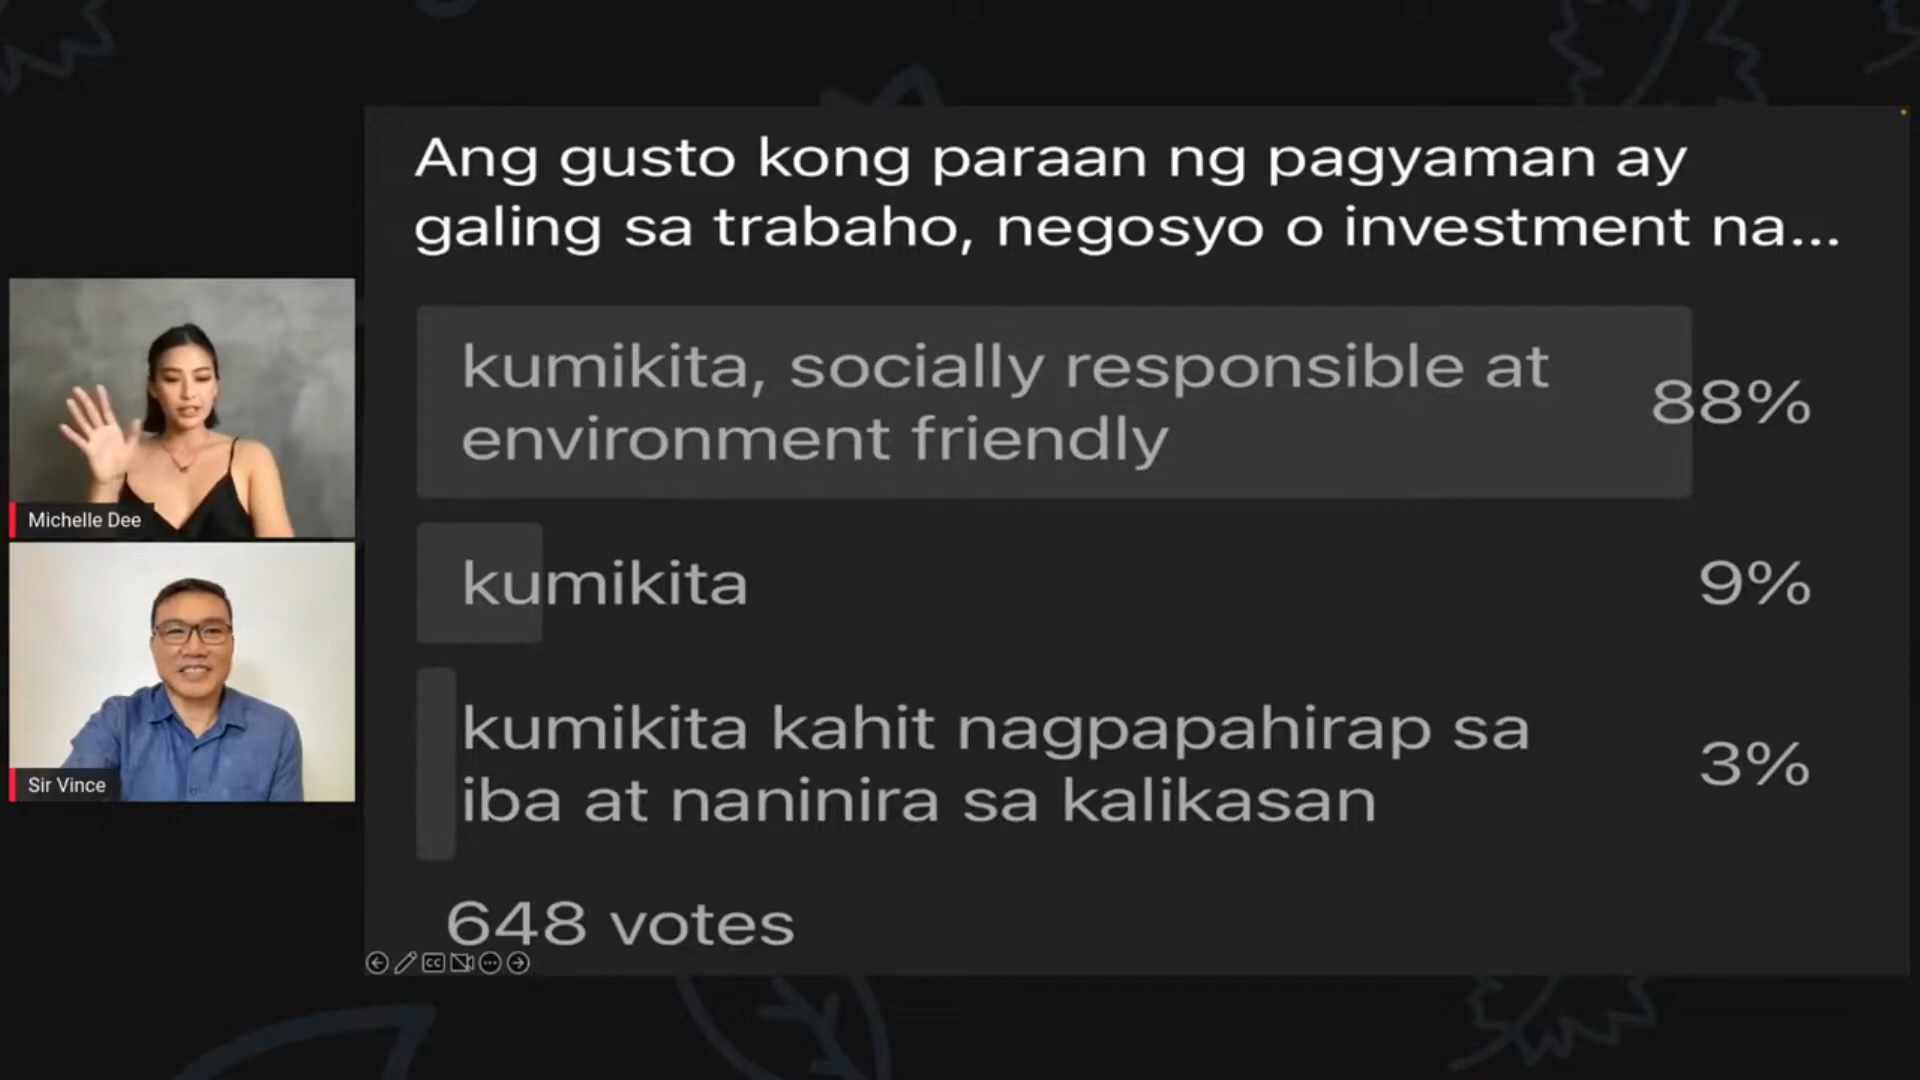 Ang gusto kong paraan ng pagyaman ay
galing sa trabaho, negosyo o investment na...
kumikita, socially responsible at
environment friendly
88%
kumikita
9%
kumikita kahit nagpapahirap sa
iba at naninira sa kalikasan
3%
648 votes
CC
Michelle Dee
Sir Vince